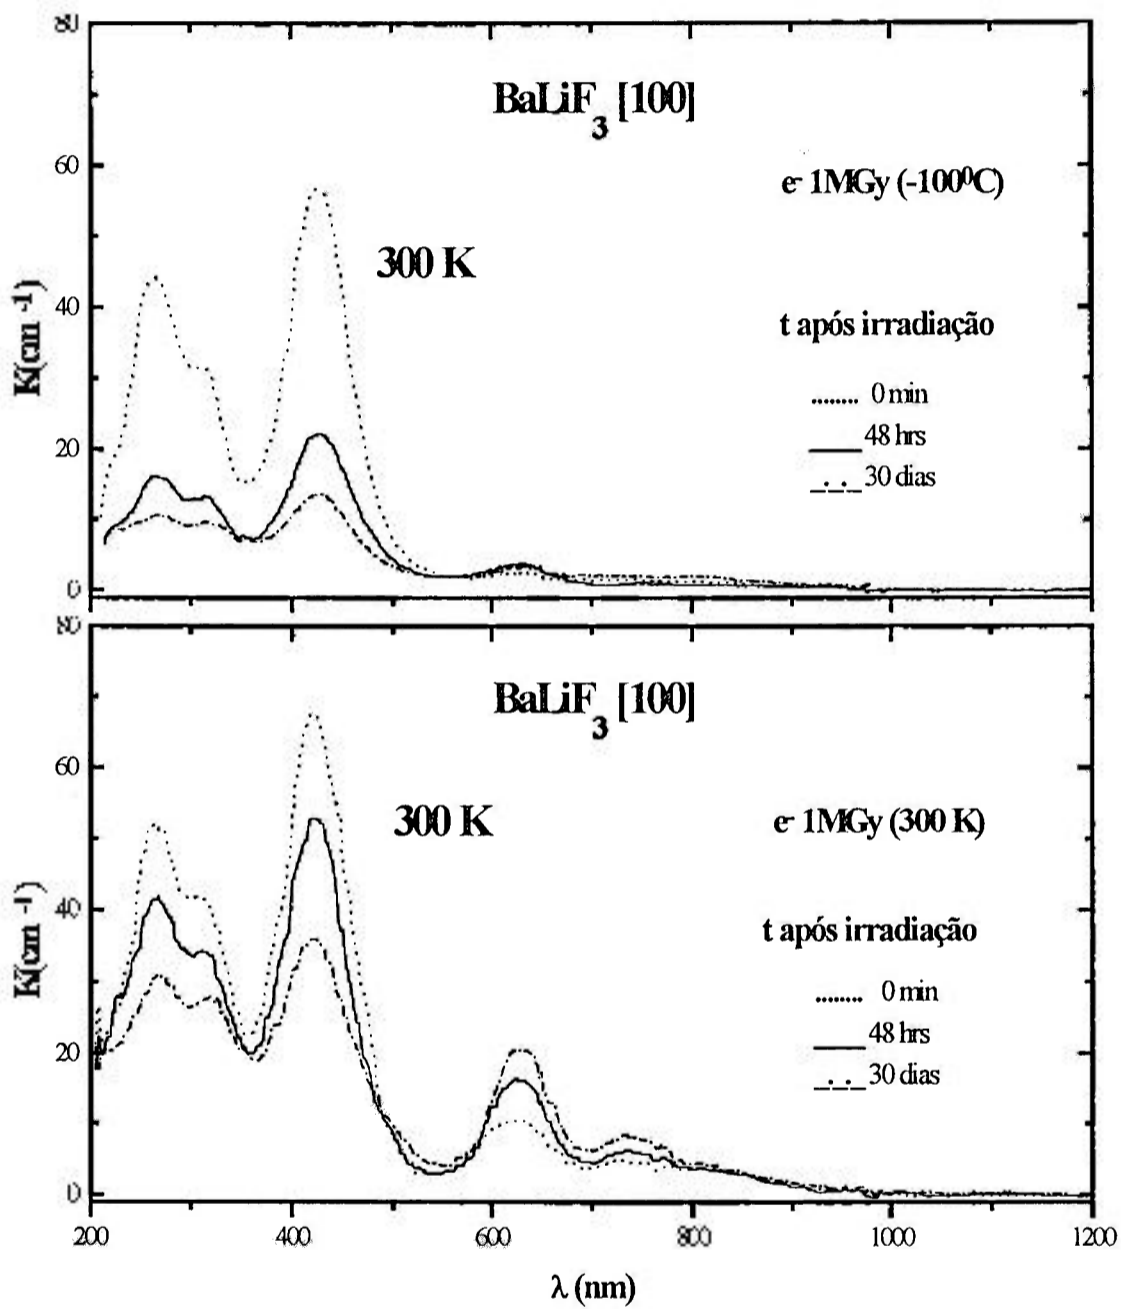 80
BaLiF3 [100]
60
e- 1MGy (-100⁰C)
300 K
K(cm -1)
40
t após irradiação
0 min
20
48 hrs
30 dias
0
80
BaLiF3 [100]
60
300 K
e- 1MGy (300 K)
K(cm -1)
40
t após irradiação
0 min
20
48 hrs
30 dias
0
200 400 600 800 1000 1200
λ (nm)